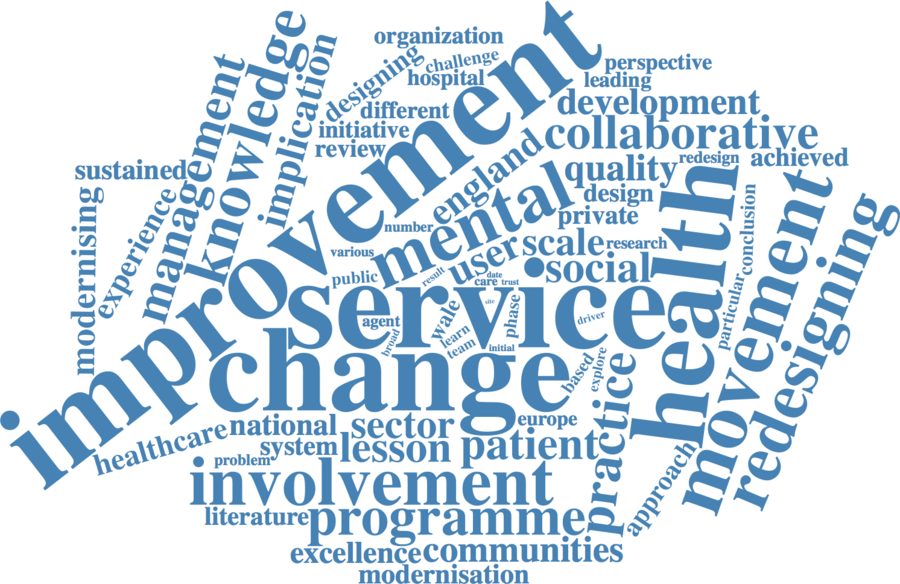 organization
challenge
hospital
designing
different
initiative
review
perspective
leading
development
collaborative
quality
redesign
achieved
design
private
england
mental
improvement
implication
knowledge
management
experience
sustained
modernising
number
various
user
scale
research
social
public
result
date
care
trust
service
health
conclusion
particular
movement
redesigning
site
phase
wale
agent
learn
broad
team
initial
driver
change
based
explore
practice
approach
europe
national
sector
healthcare
system
lesson
patient
problem
involvement
literature
programme
excellence
communities
modernisation